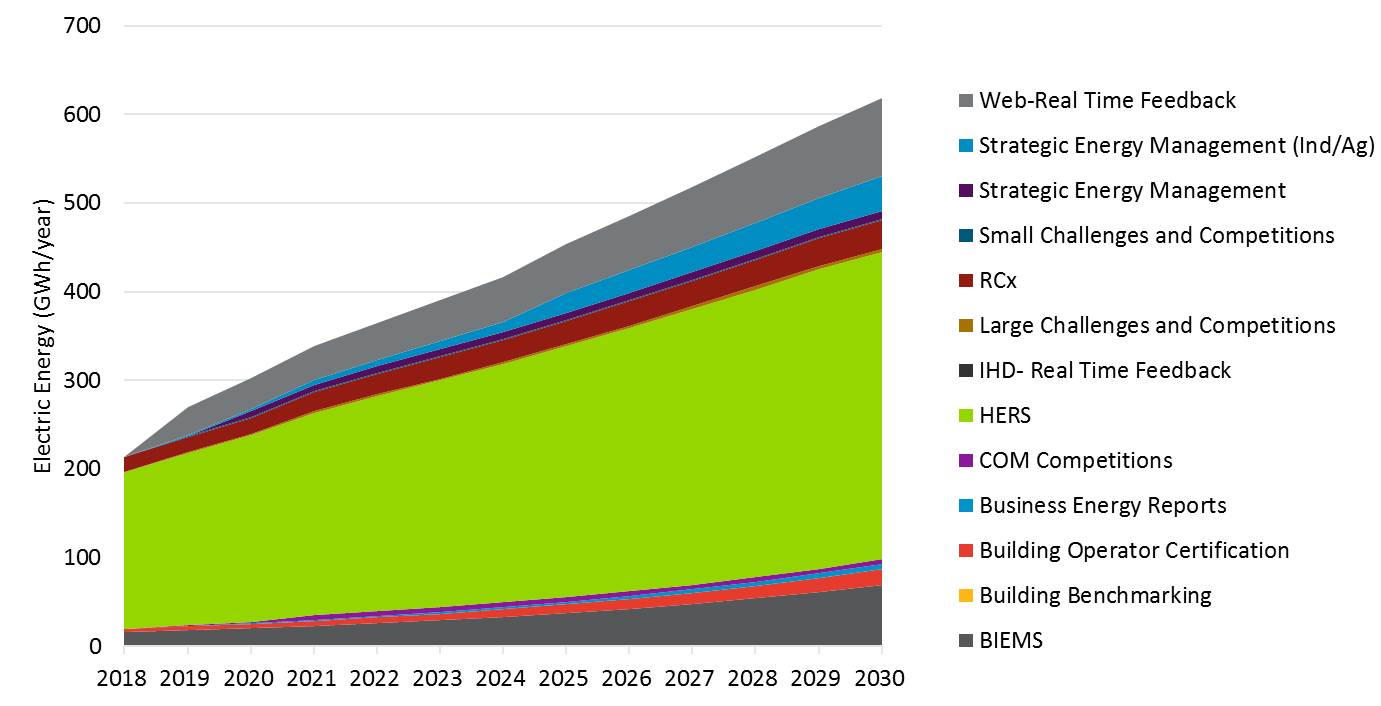 700
600
500
400
300
200
100
0
Electric Energy (GWh/year)
2018 2019 2020 2021 2022 2023 2024 2025 2026 2027 2028 2029 2030
Web-Real Time Feedback
Strategic Energy Management (Ind/Ag)
Strategic Energy Management
Small Challenges and Competitions
RCx
Large Challenges and Competitions
IHD- Real Time Feedback
HERS
COM Competitions
Business Energy Reports
Building Operator Certification
Building Benchmarking
BIEMS